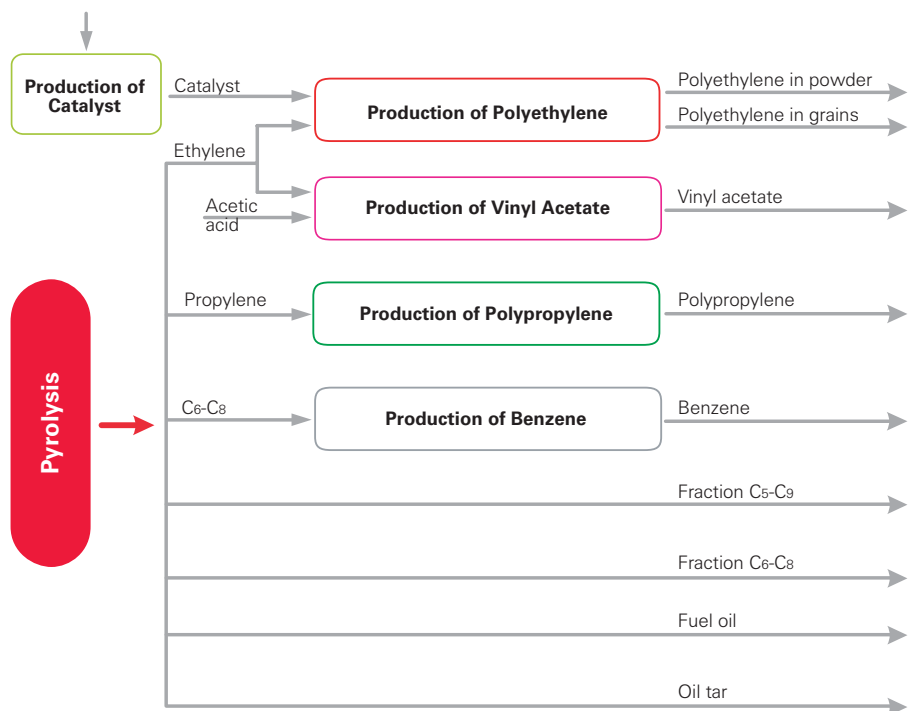 Production of
Catalyst
Catalyst
Production of Polyethylene
Polyethylene in powder
Polyethylene in grains
Ethylene
Acetic
acid
Production of Vinyl Acetate
Vinyl acetate
Pyrolysis
Propylene
Production of Polypropylene
Polypropylene
C6-C8
Production of Benzene
Benzene
Fraction C5-C9
Fraction C6-C8
Fuel oil
Oil tar